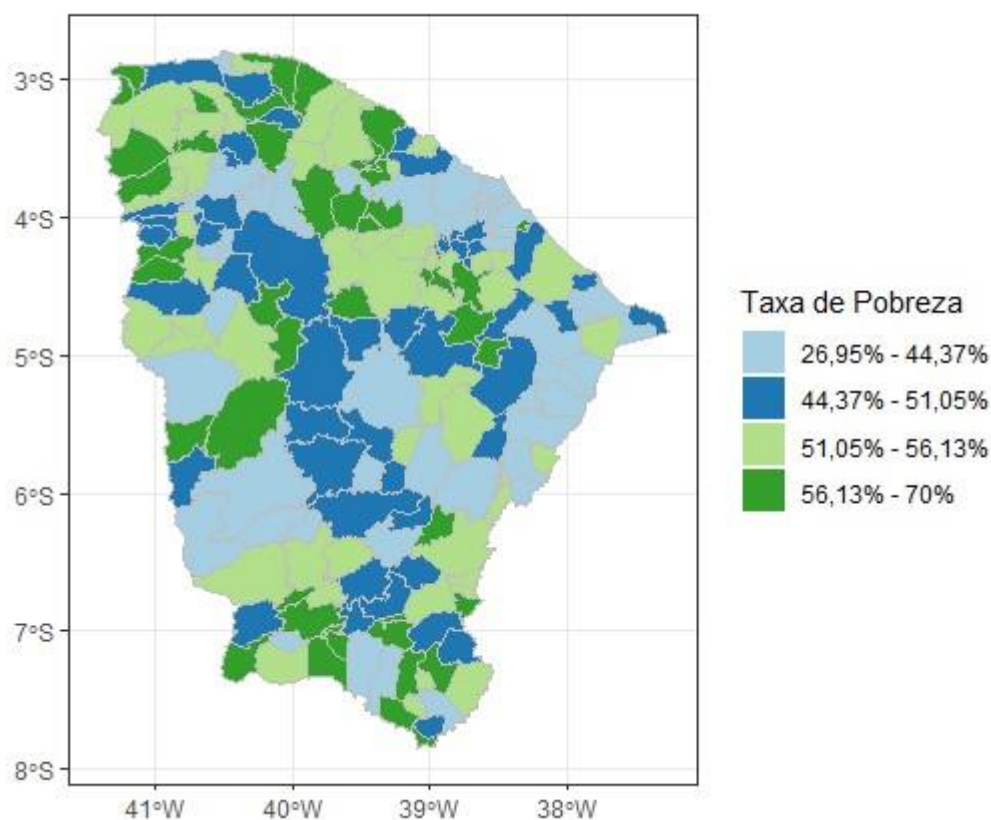 3°S
4°S
5°S
6°S
7°S
8°S
41°W
40°W
39°W
38°W
Taxa de Pobreza
26,95% - 44,37%
44,37% - 51,05%
51,05% - 56,13%
56,13% - 70%